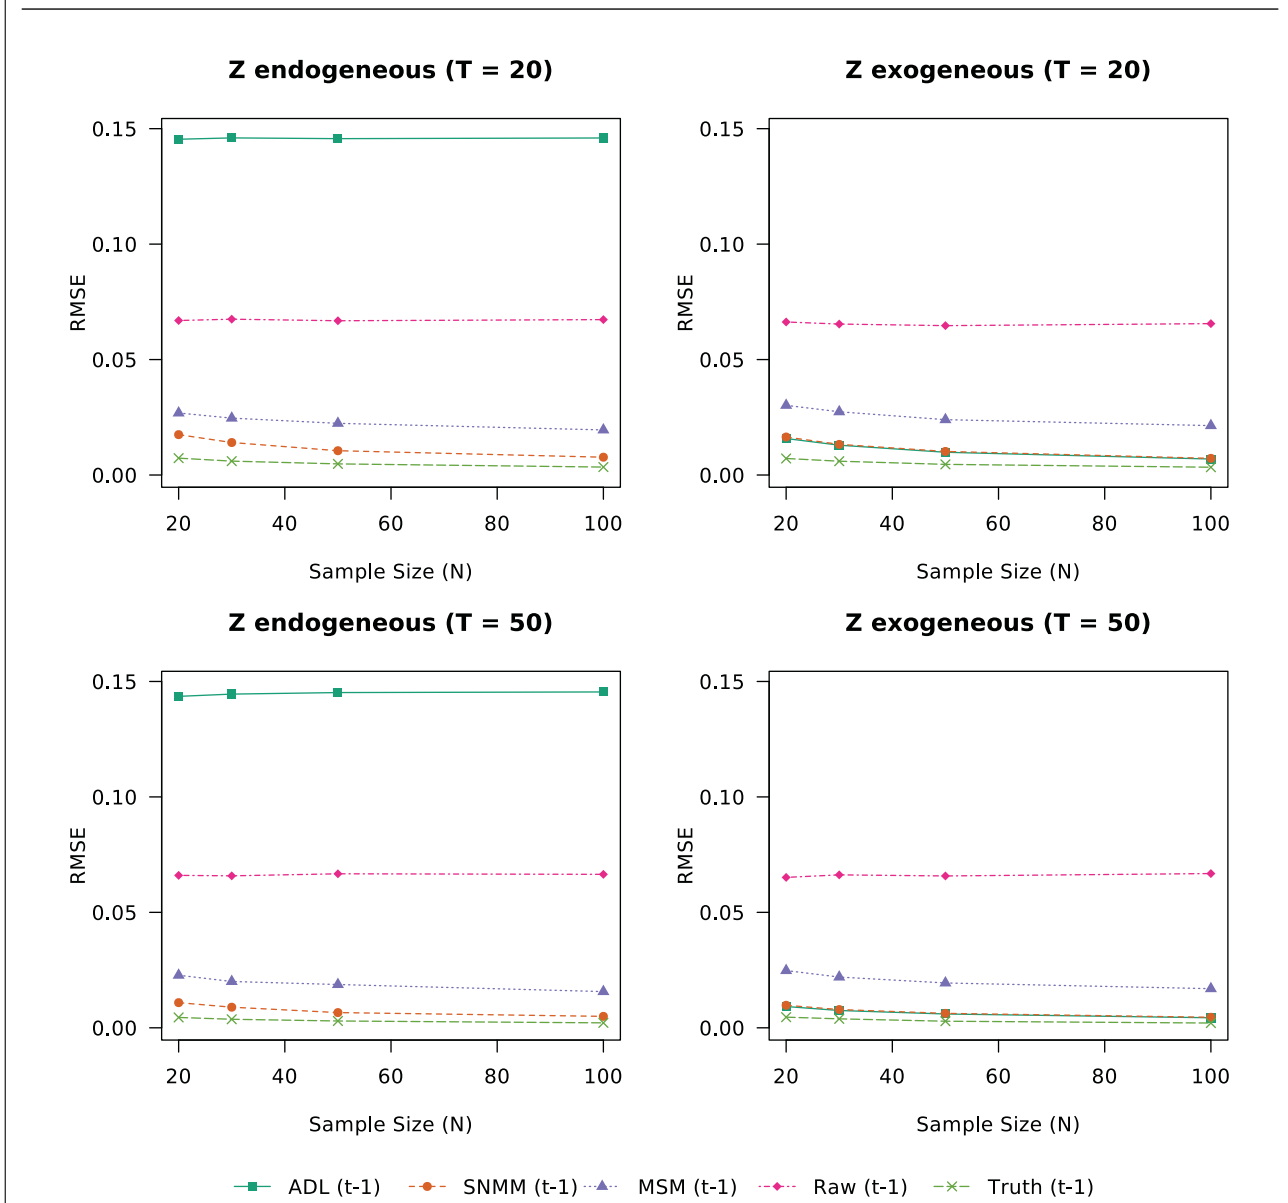 Z endogeneous (T = 20)
Z exogeneous (T = 20)
0.15
0.10
0.05
0.00
RMSE
20 40 60 80 100
Sample Size (N)
0.15
0.10
0.05
0.00
RMSE
20 40 60 80 100
Sample Size (N)
Z endogeneous (T = 50)
Z exogeneous (T = 50)
0.15
0.10
0.05
0.00
RMSE
20 40 60 80 100
Sample Size (N)
0.15
0.10
0.05
0.00
RMSE
20 40 60 80 100
Sample Size (N)
ADL (t-1) SNMM (t-1) MSM (t-1) Raw (t-1) Truth (t-1)